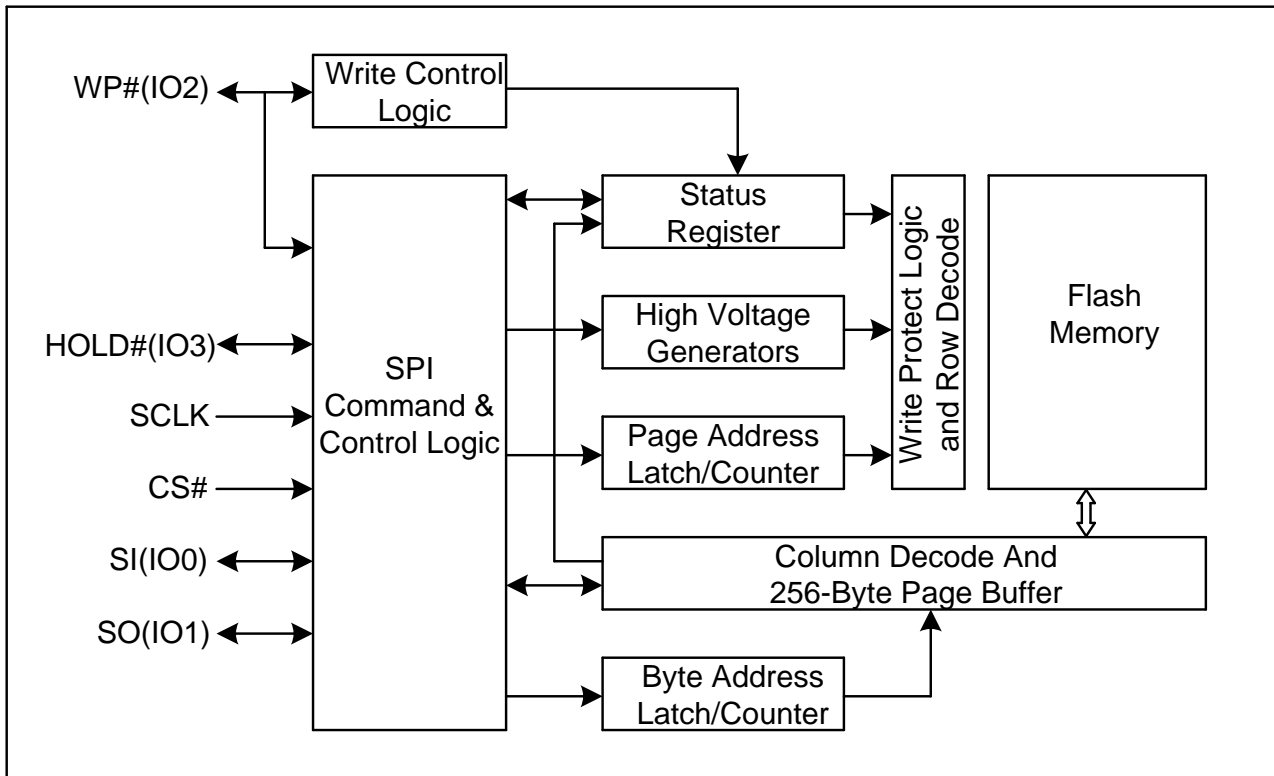 WP#(IO2)
Write Control
Logic
Status
Register
Write Protect Logic
and Row Decode
Flash
Memory
High Voltage
Generators
HOLD#(IO3)
SPI
Command &
Control Logic
SCLK
Page Address
Latch/Counter
CS#
SI(IO0)
Column Decode And
256-Byte Page Buffer
SO(IO1)
Byte Address
Latch/Counter